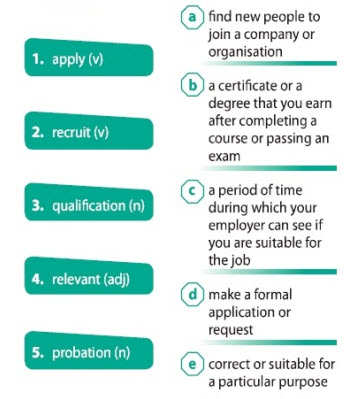 1. apply (v)
2. recruit (v)
3. qualification (n)
4. relevant (adj)
5. probation (n)
a find new people to
join a company or
organisation
b a certificate or a
degree that you earn
after completing a
course or passing an
exam
c a period of time
during which your
employer can see if
you are suitable for
the job
d make a formal
application or
request
e correct or suitable for
a particular purpose